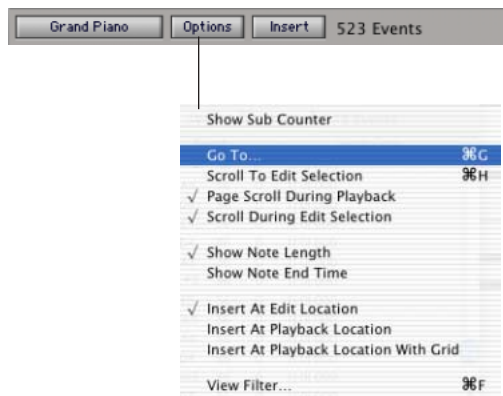 Grand Piano Options Insert 523 Events
Show Sub Counter
Go To... ⌘G
Scroll To Edit Selection ⌘H
√ Page Scroll During Playback
√ Scroll During Edit Selection
√ Show Note Length
Show Note End Time
√ Insert At Edit Location
Insert At Playback Location
Insert At Playback Location With Grid
View Filter... ⌘F